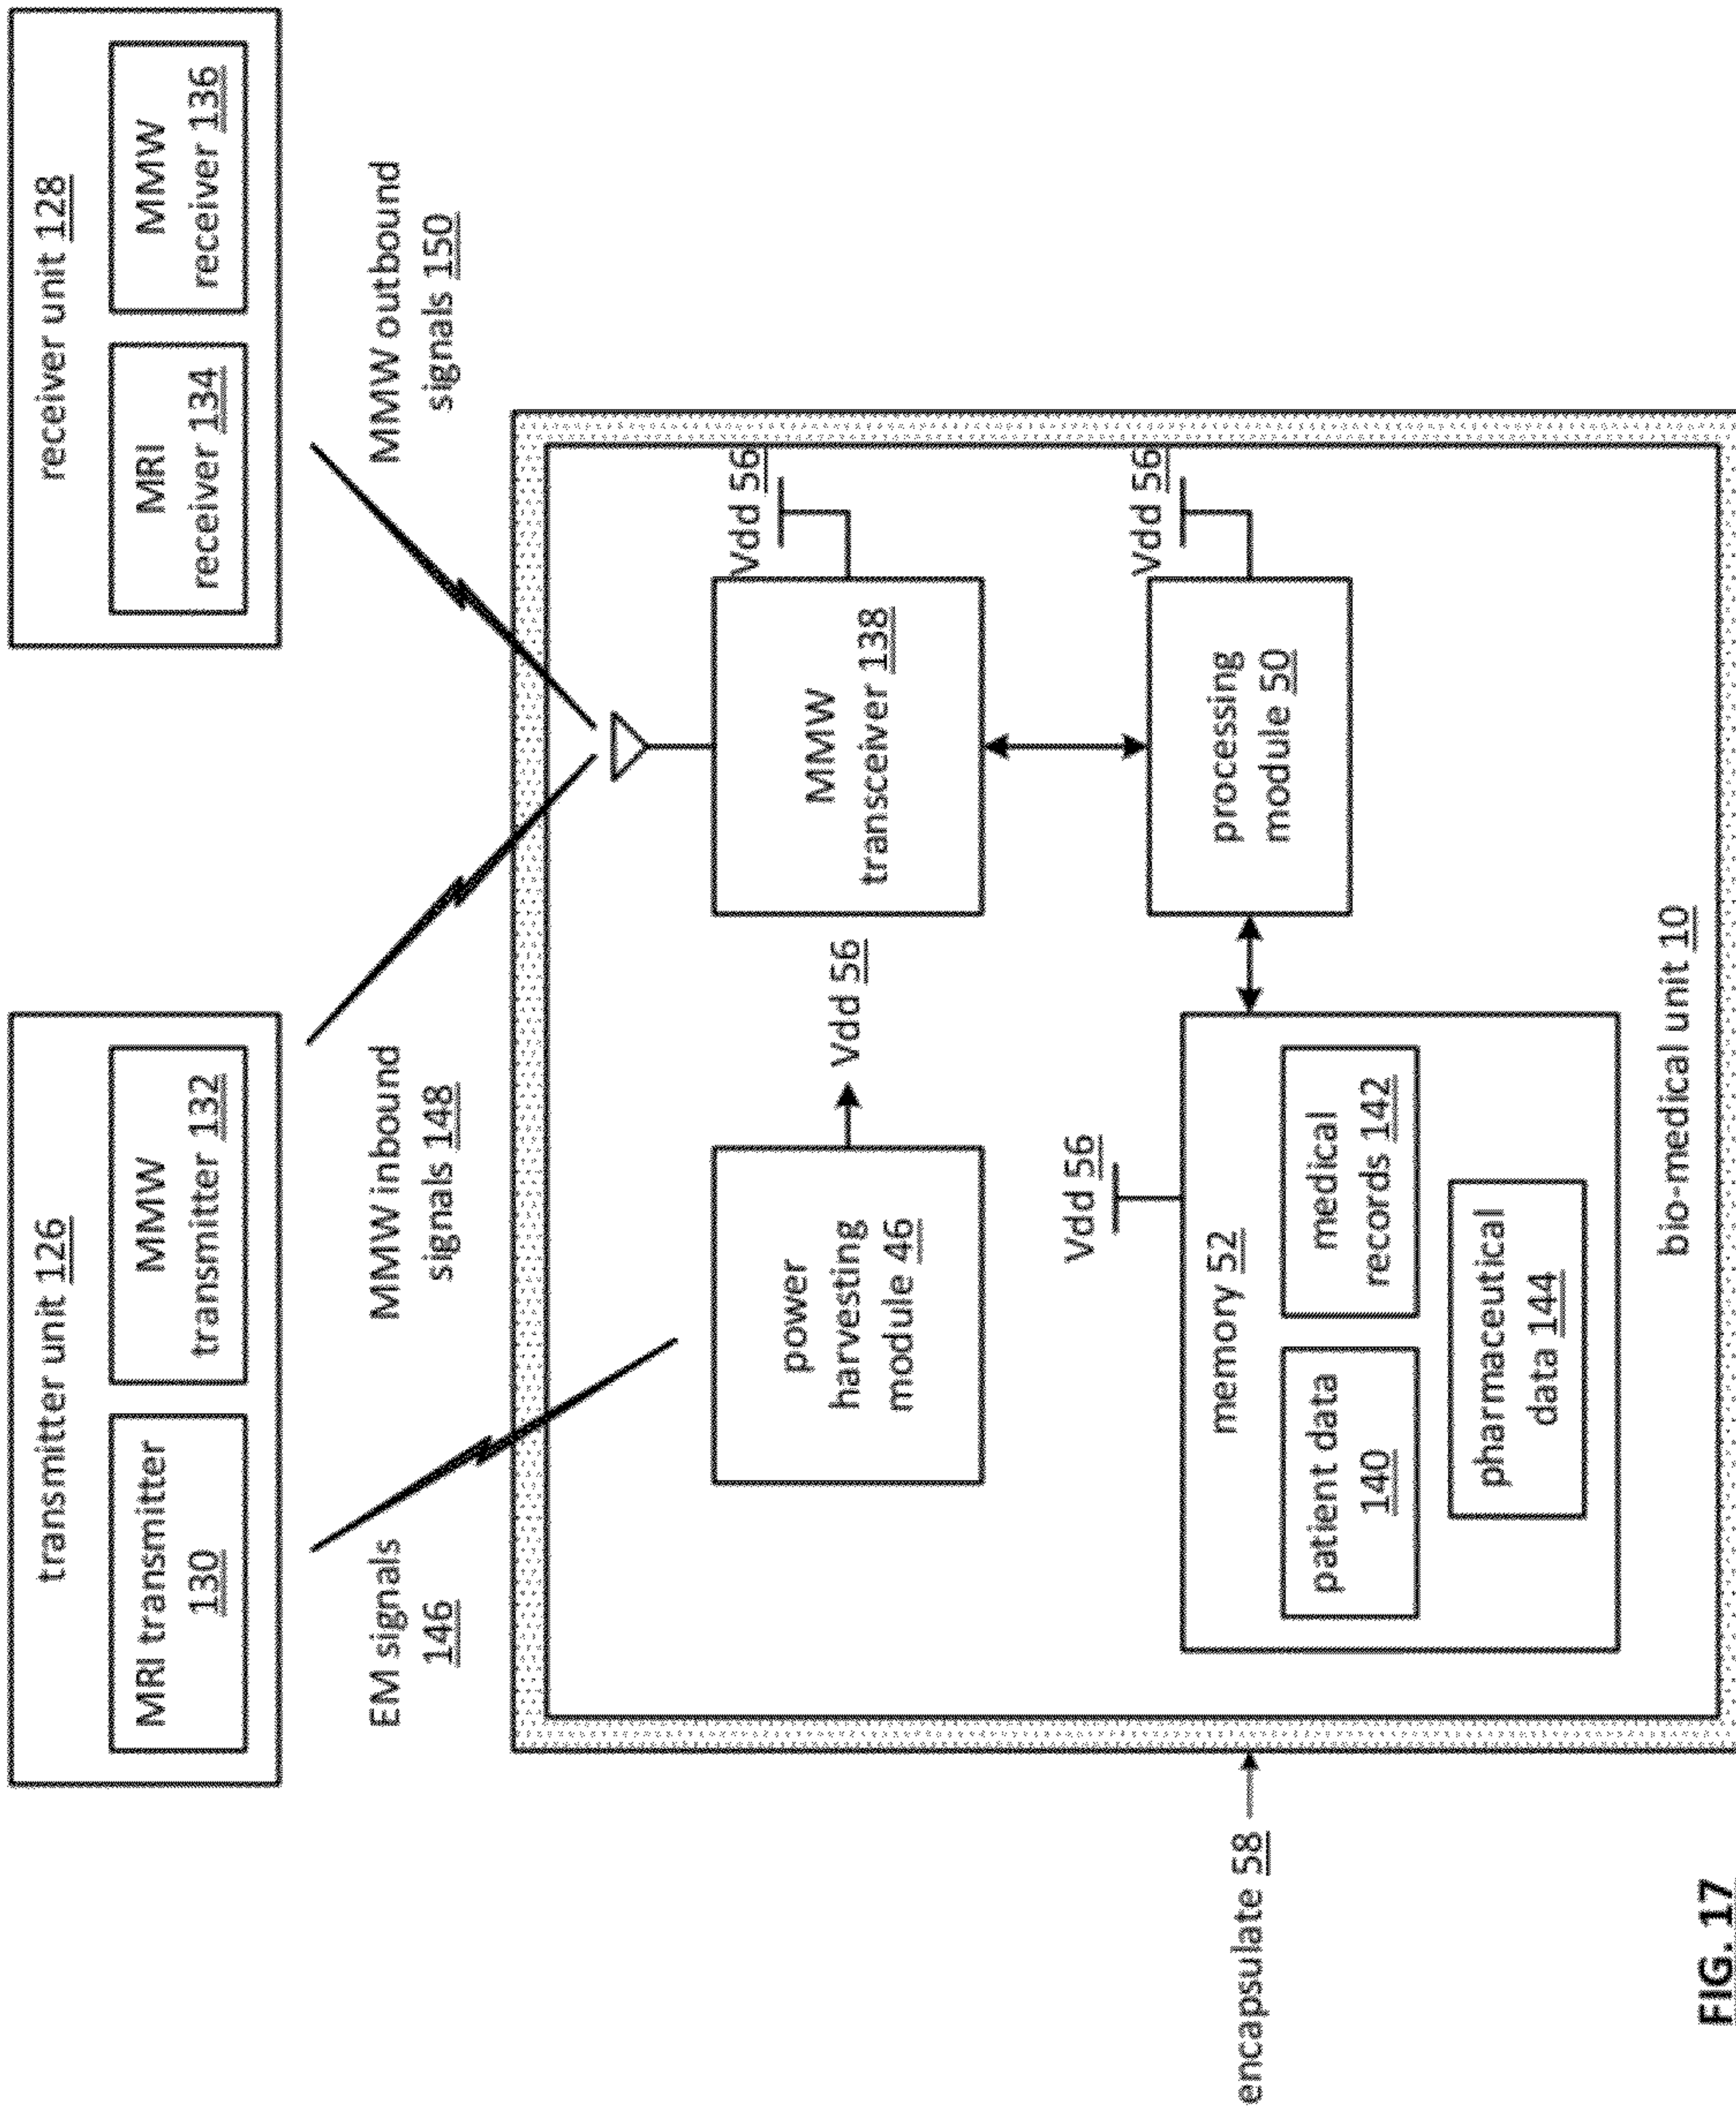 transmitter unit 126
MRI transmitter
130
MMW
transmitter 132
receiver unit 128
MRI
receiver 134
MMW
receiver 136
EM signals
146
MMW inbound
signals 148
MMW outbound
signals 150
power
harvesting
module 46
Vdd 56
MMW
transceiver 138
Vdd 56
Vdd 56
memory 52
patient data
140
medical
records 142
pharmaceutical
data 144
processing
module 50
Vdd 56
bio-medical unit 10
encapsulate 58
FIG. 17